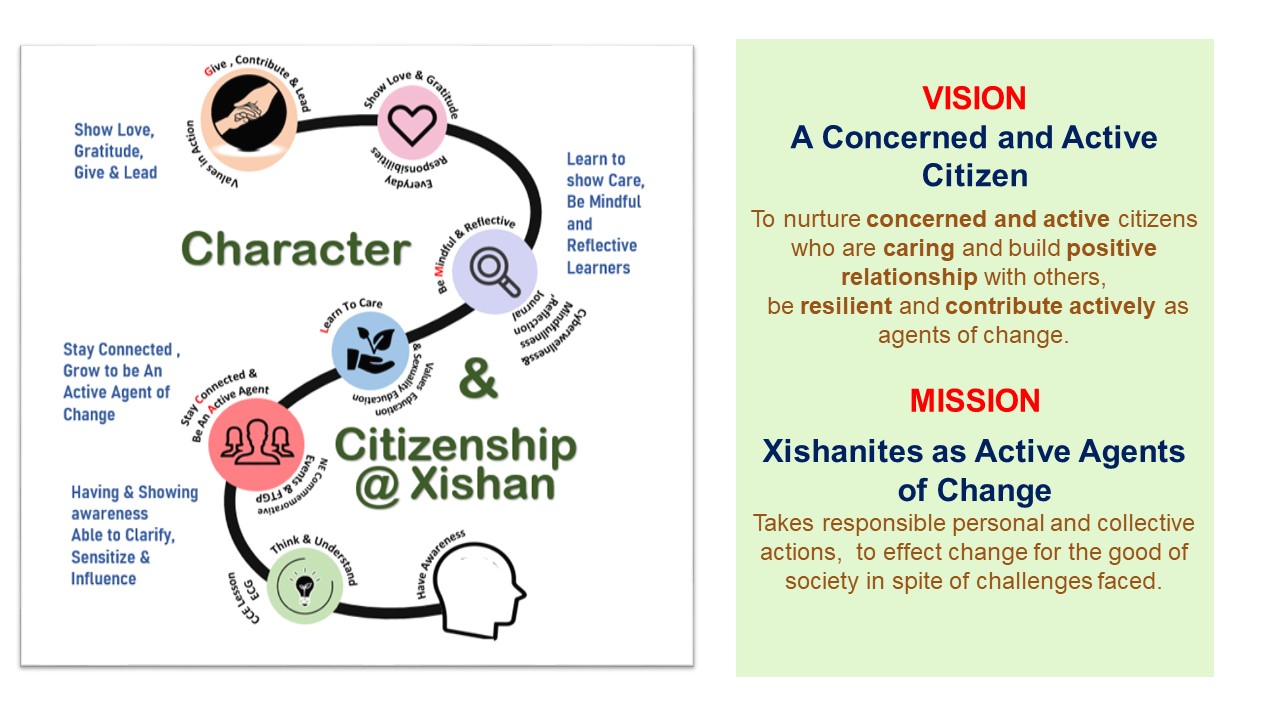 Give , Contribute & Lead
Values in Action
Show Love & Gratitude
Everyday
Responsibilities
Show Love,
Gratitude,
Give & Lead
Learn to
show Care,
Be Mindful
and
Reflective
Learners
Character
Be Mindful & Reflective
Cyberwellness&
Mindfullness
,Reflection
Journal
Learn To Care
Values Education
& Sexuality Education
&
Stay Connected ,
Grow to be An
Active Agent of
Change
Stay Connected &
Be An Active Agent
NE Commemorative
Events & FTGP
Citizenship
@ Xishan
Having & Showing
awareness
Able to Clarify,
Sensitize &
Influence
Think & Understand
CCE Lesson
ECG
Have Awareness
VISION
A Concerned and Active
Citizen
To nurture concerned and active citizens
who are caring and build positive
relationship with others,
be resilient and contribute actively as
agents of change.
MISSION
Xishanites as Active Agents
of Change
Takes responsible personal and collective
actions, to effect change for the good of
society in spite of challenges faced.